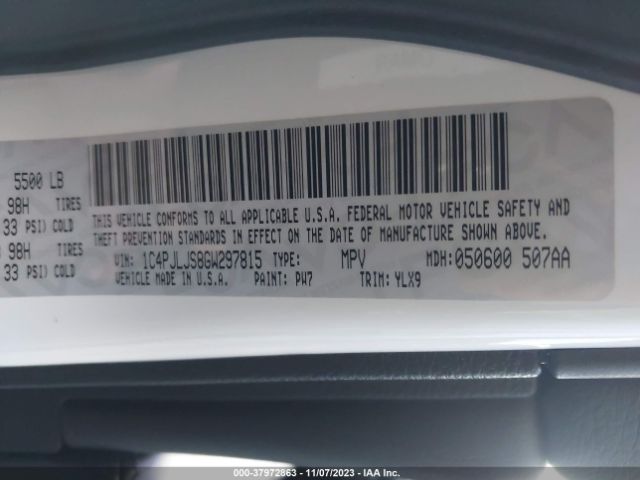 5500 LB
98H TIRES
33 PSI) COLD
98H TIRES
33 PSI) COLD
THIS VEHICLE CONFORMS TO ALL APPLICABLE U.S.A. FEDERAL MOTOR VEHICLE SAFETY AND
THEFT PREVENTION STANDARDS IN EFFECT ON THE DATE OF MANUFACTURE SHOWN ABOVE.
VIN: 1C4PJLJS8GW297815 TYPE: MPV MDH: 050600 507AA
VEHICLE MADE IN U.S.A. PAINT: PW7 TRIM: YLX9
000-37972863 | 11/07/2023 | IAA/ACV